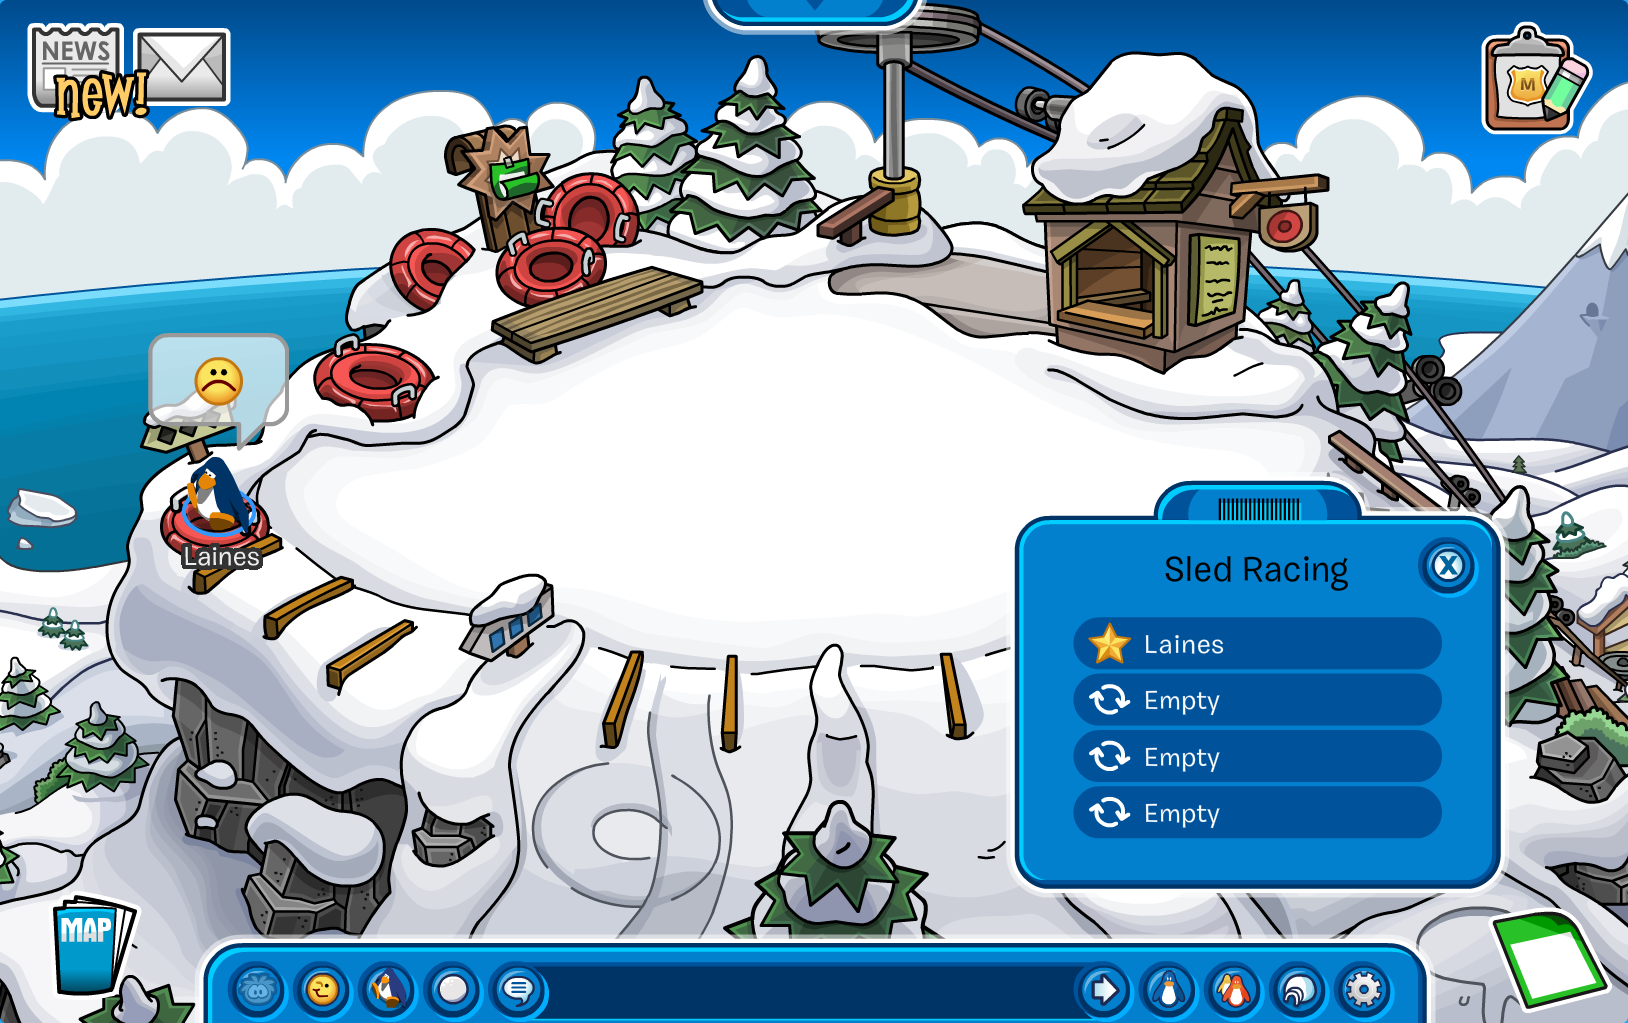 NEWS
new!
M
Laines
Sled Racing
X
Laines
Empty
Empty
Empty
MAP